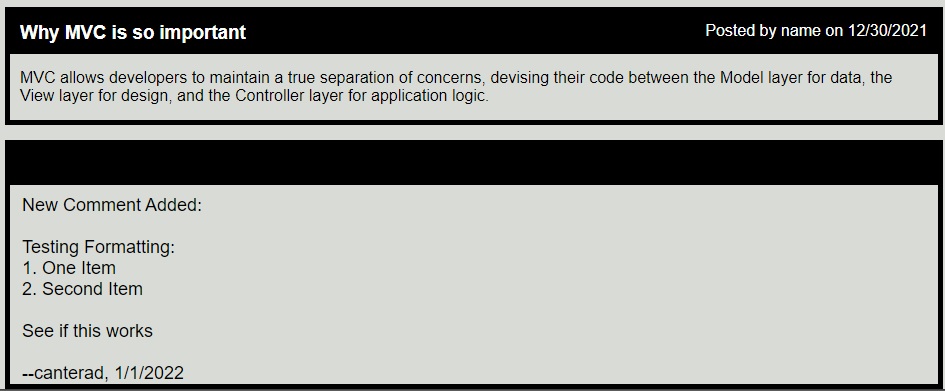 Why MVC is so important
Posted by name on 12/30/2021
MVC allows developers to maintain a true separation of concerns, devising their code between the Model layer for data, the
View layer for design, and the Controller layer for application logic.
New Comment Added:
Testing Formatting:
1. One Item
2. Second Item
See if this works
--canterad, 1/1/2022